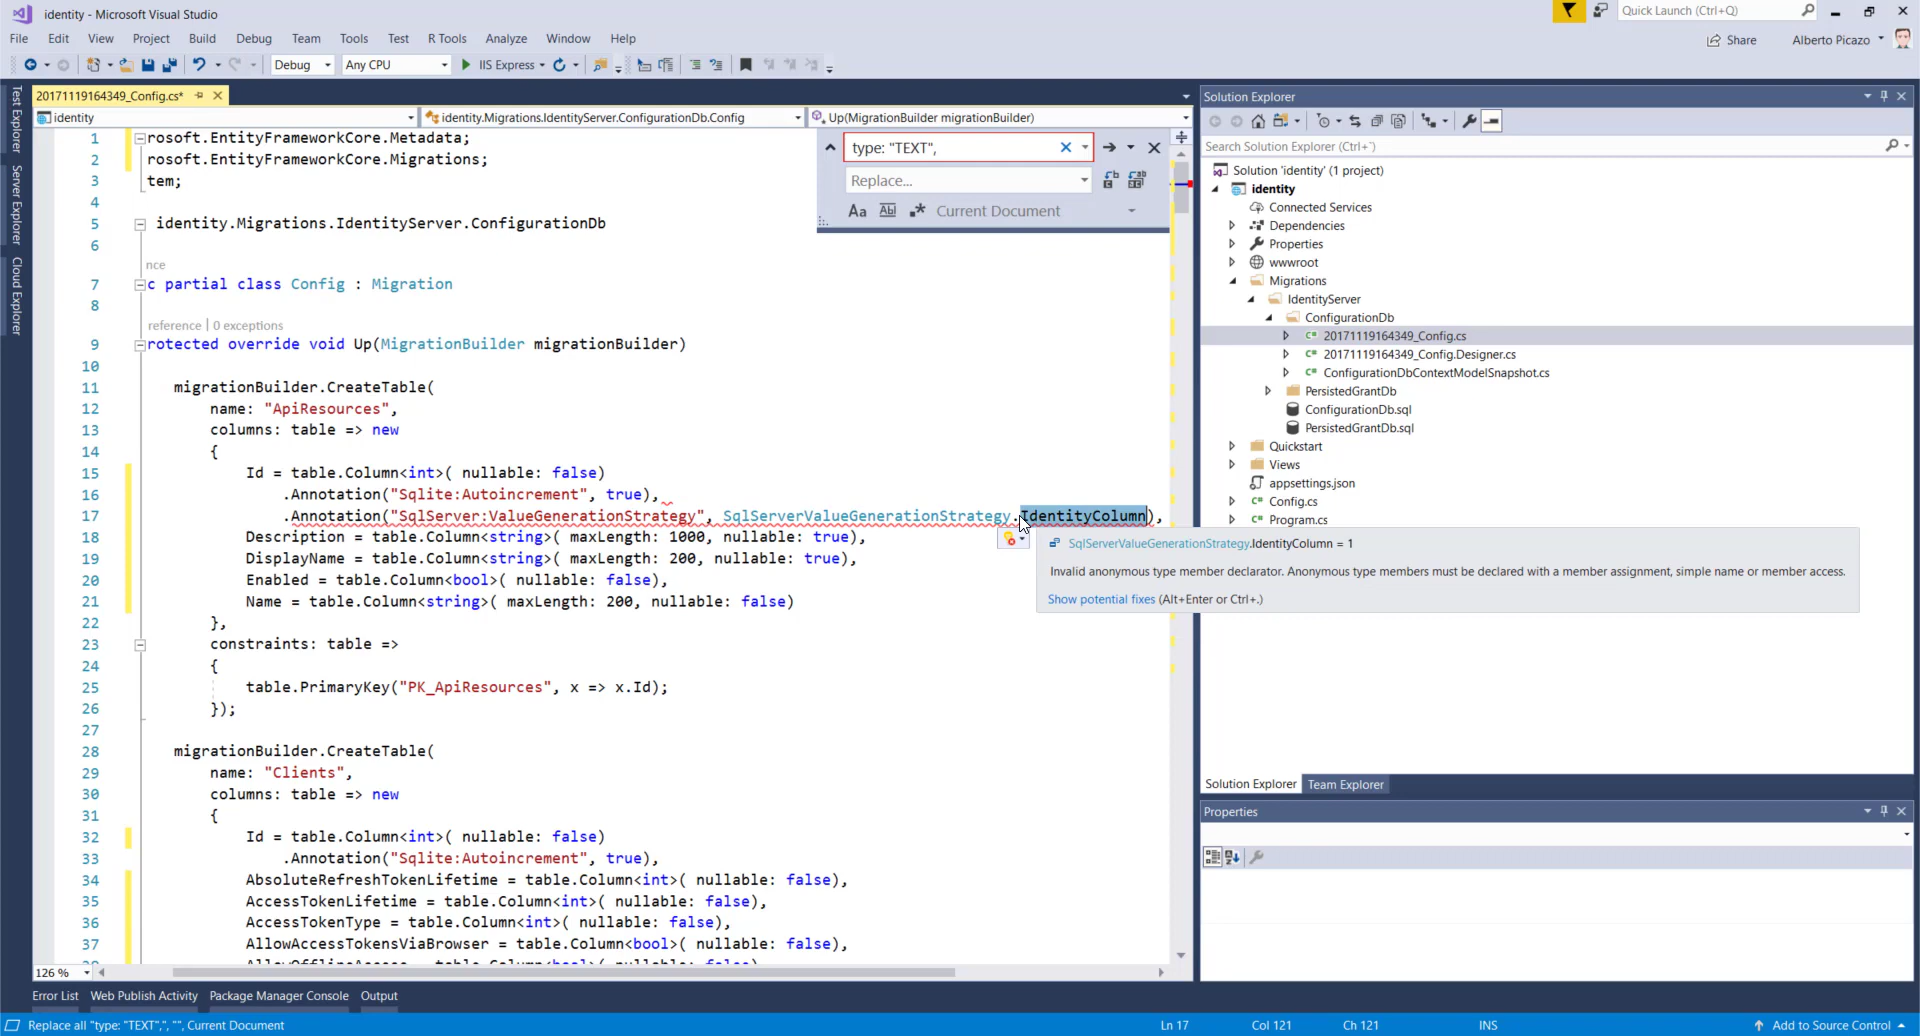 identity - Microsoft Visual Studio
Quick Launch (Ctrl+Q)
File Edit View Project Build Debug Team Tools Test R Tools Analyze Window Help
Share Alberto Picazo
Debug Any CPU IIS Express
Test Explorer
Server Explorer
Cloud Explorer
20171119164349_Config.cs*
identity identity.Migrations.IdentityServer.ConfigurationDb.Config Up(MigrationBuilder migrationBuilder)
type: "TEXT",
Replace...
Aa Abl Current Document
1 rosoft.EntityFrameworkCore.Metadata;
2 rosoft.EntityFrameworkCore.Migrations;
3 tem;
4
5 identity.Migrations.IdentityServer.ConfigurationDb
6
nce
7 c partial class Config : Migration
8
reference | 0 exceptions
9 rotected override void Up(MigrationBuilder migrationBuilder)
10
11 migrationBuilder.CreateTable(
12 name: "ApiResources",
13 columns: table => new
14 {
15 Id = table.Column<int>( nullable: false)
16 .Annotation("Sqlite:Autoincrement", true),
17 .Annotation("SqlServer:ValueGenerationStrategy", SqlServerValueGenerationStrategy.IdentityColumn),
18 Description = table.Column<string>( maxLength: 1000, nullable: true),
19 DisplayName = table.Column<string>( maxLength: 200, nullable: true),
20 Enabled = table.Column<bool>( nullable: false),
21 Name = table.Column<string>( maxLength: 200, nullable: false)
22 },
23 constraints: table =>
24 {
25 table.PrimaryKey("PK_ApiResources", x => x.Id);
26 });
27
28 migrationBuilder.CreateTable(
29 name: "Clients",
30 columns: table => new
31 {
32 Id = table.Column<int>( nullable: false)
33 .Annotation("Sqlite:Autoincrement", true),
34 AbsoluteRefreshTokenLifetime = table.Column<int>( nullable: false),
35 AccessTokenLifetime = table.Column<int>( nullable: false),
36 AccessTokenType = table.Column<int>( nullable: false),
37 AllowAccessTokensViaBrowser = table.Column<bool>( nullable: false),
SqlServerValueGenerationStrategy.IdentityColumn = 1
Invalid anonymous type member declarator. Anonymous type members must be declared with a member assignment, simple name or member access.
Show potential fixes (Alt+Enter or Ctrl+.)
126 %
Solution Explorer
Search Solution Explorer (Ctrl+`)
Solution 'identity' (1 project)
identity
Connected Services
Dependencies
Properties
wwwroot
Migrations
IdentityServer
ConfigurationDb
C# 20171119164349_Config.cs
C# 20171119164349_Config.Designer.cs
C# ConfigurationDbContextModelSnapshot.cs
PersistedGrantDb
ConfigurationDb.sql
PersistedGrantDb.sql
Quickstart
Views
appsettings.json
C# Config.cs
C# Program.cs
Solution Explorer Team Explorer
Properties
Error List Web Publish Activity Package Manager Console Output
Replace all "type: "TEXT",", "", Current Document
Ln 17 Col 121 Ch 121 INS Add to Source Control